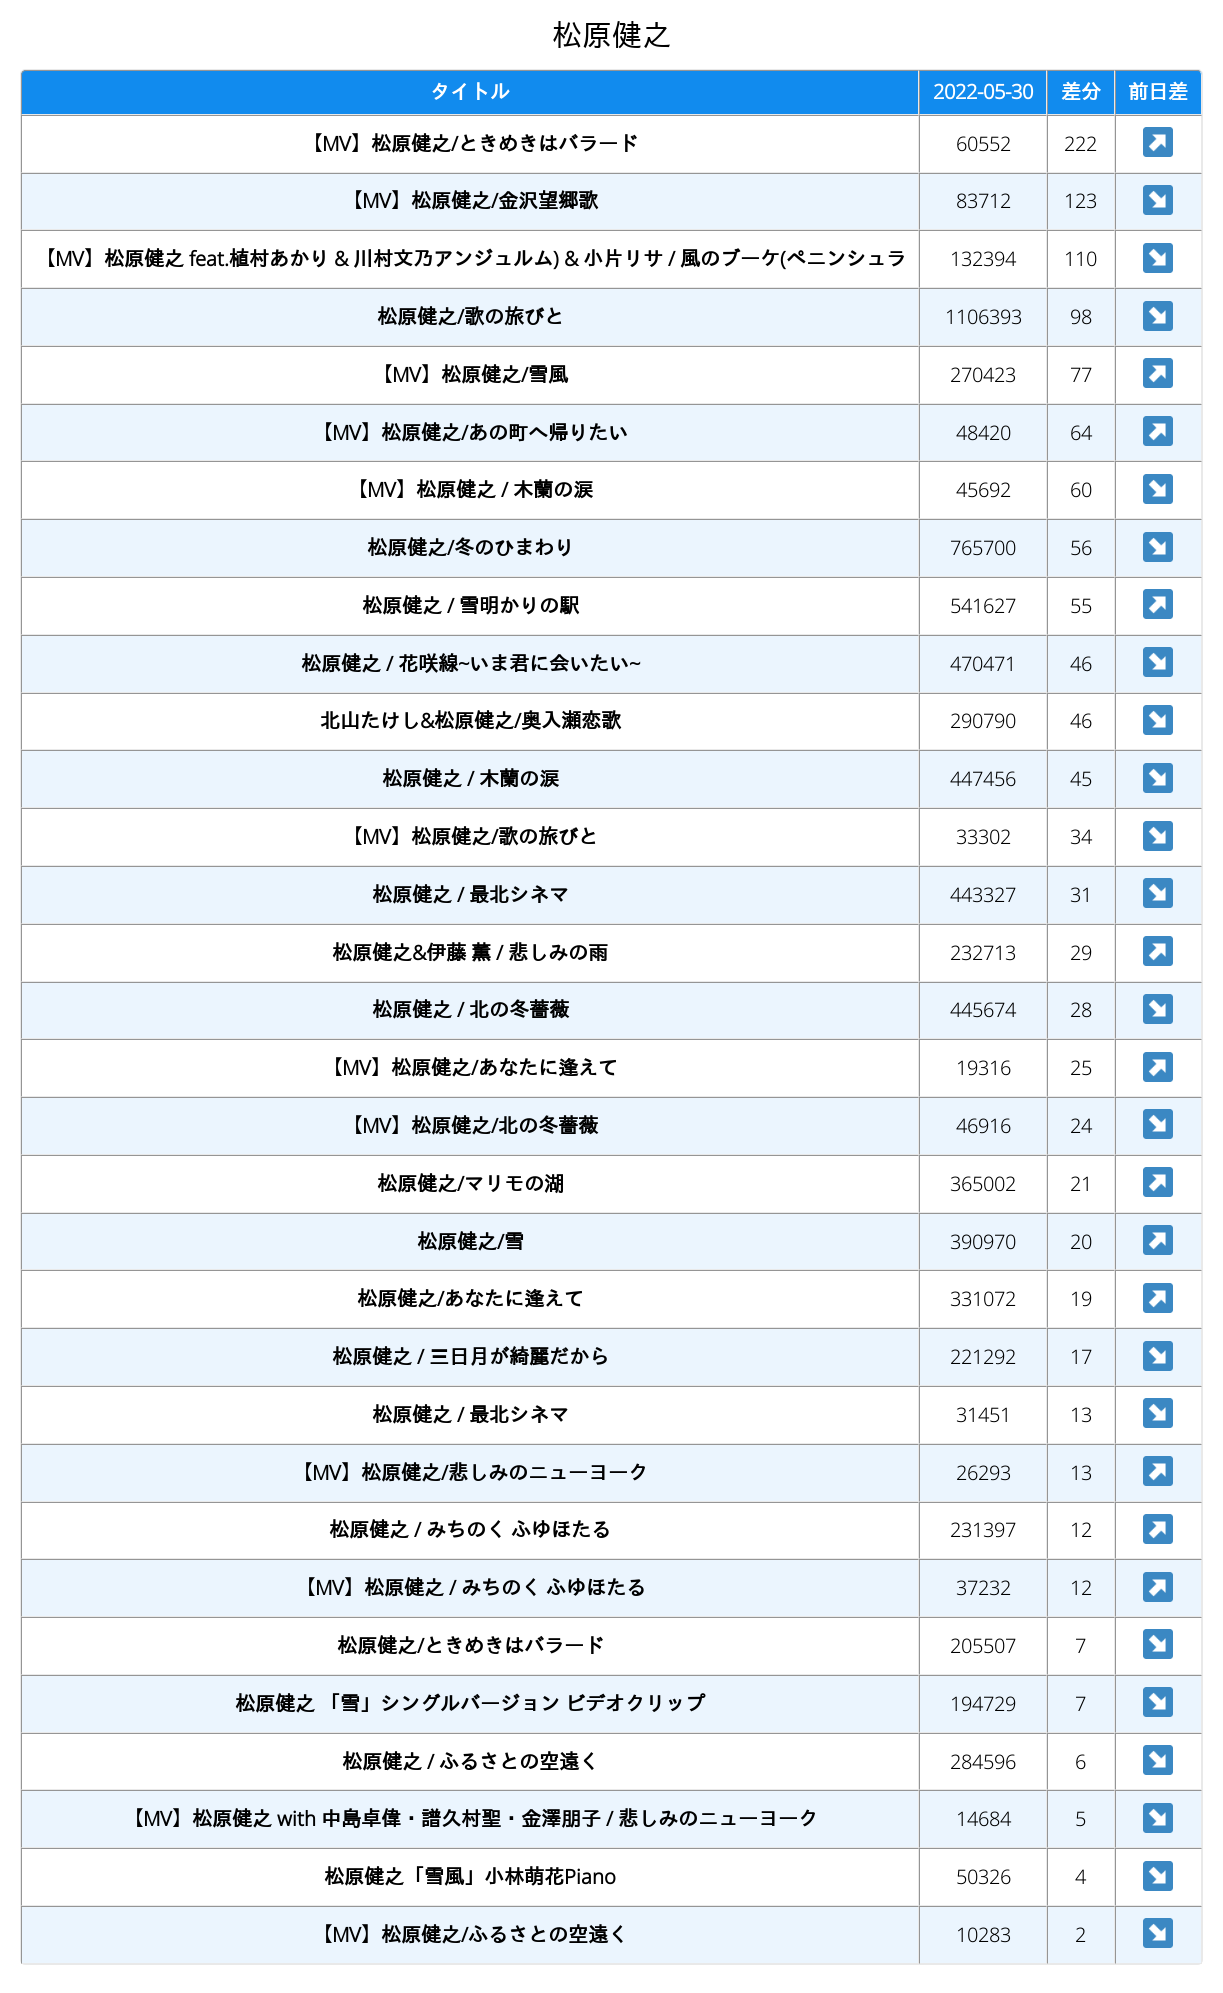 松原健之
タイトル 2022-05-30 差分 前日差
【MV】松原健之/ときめきはバラード 60552 222
【MV】松原健之/金沢望郷歌 83712 123
【MV】松原健之 feat.植村あかり & 川村文乃アンジュルム) & 小片リサ / 風のブーケ(ペニンシュラ 132394 110
松原健之/歌の旅びと 1106393 98
【MV】松原健之/雪風 270423 77
【MV】松原健之/あの町へ帰りたい 48420 64
【MV】松原健之 / 木蘭の涙 45692 60
松原健之/冬のひまわり 765700 56
松原健之 / 雪明かりの駅 541627 55
松原健之 / 花咲線~いま君に会いたい~ 470471 46
北山たけし&松原健之/奥入瀬恋歌 290790 46
松原健之 / 木蘭の涙 447456 45
【MV】松原健之/歌の旅びと 33302 34
松原健之 / 最北シネマ 443327 31
松原健之&伊藤 薫 / 悲しみの雨 232713 29
松原健之 / 北の冬薔薇 445674 28
【MV】松原健之/あなたに逢えて 19316 25
【MV】松原健之/北の冬薔薇 46916 24
松原健之/マリモの湖 365002 21
松原健之/雪 390970 20
松原健之/あなたに逢えて 331072 19
松原健之 / 三日月が綺麗だから 221292 17
松原健之 / 最北シネマ 31451 13
【MV】松原健之/悲しみのニューヨーク 26293 13
松原健之 / みちのく ふゆほたる 231397 12
【MV】松原健之 / みちのく ふゆほたる 37232 12
松原健之/ときめきはバラード 205507 7
松原健之 「雪」シングルバージョン ビデオクリップ 194729 7
松原健之 / ふるさとの空遠く 284596 6
【MV】松原健之 with 中島卓偉・譜久村聖・金澤朋子 / 悲しみのニューヨーク 14684 5
松原健之「雪風」小林萌花Piano 50326 4
【MV】松原健之/ふるさとの空遠く 10283 2